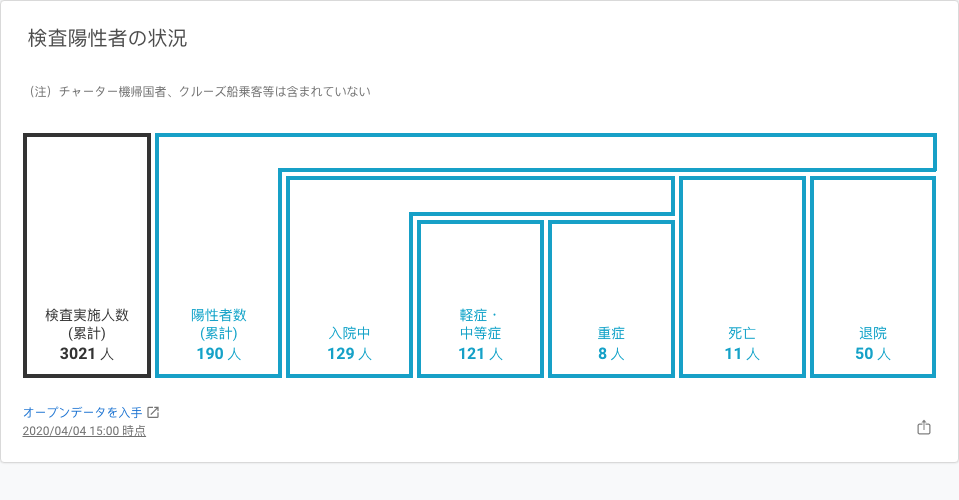 検査陽性者の状況
（注）チャーター機帰国者、クルーズ船乗客等は含まれていない
検査実施人数
(累計)
3021 人
陽性者数
(累計)
190 人
入院中
129 人
軽症・
中等症
121 人
重症
8 人
死亡
11 人
退院
50 人
オープンデータを入手
2020/04/04 15:00 時点